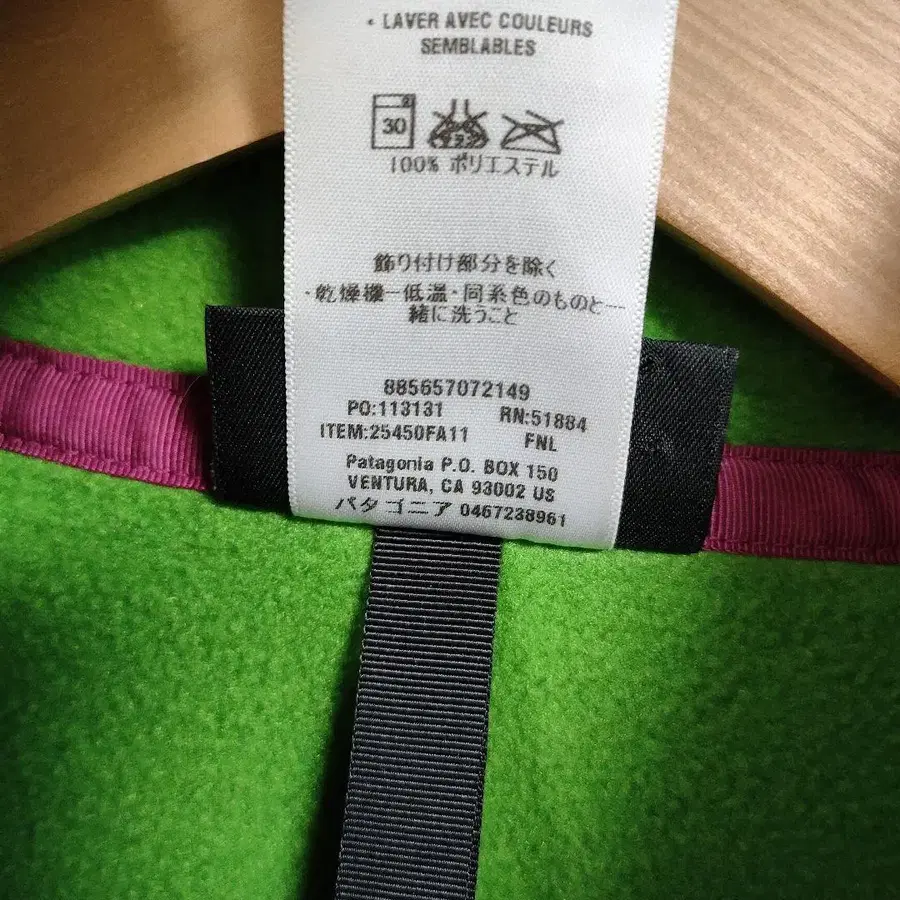 • LAVER AVEC COULEURS
SEMBLABLES
30
100% ポリエステル
飾り付け部分を除く
・乾燥機ー低温・同系色のものと一
緒に洗うこと
885657072149
PO:113131 RN:51884
ITEM:25450FA11 FNL
Patagonia P.O. BOX 150
VENTURA, CA 93002 US
パタゴニア 0467238961